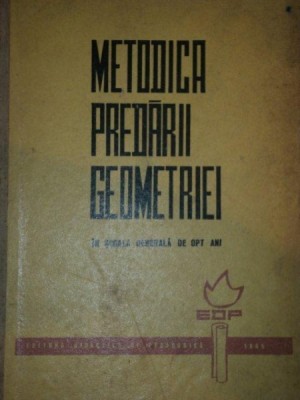 METODICA
PREDĂRII
GEOMETRIEI
ÎN ȘCOALA GENERALĂ DE OPT ANI
EDP
EDITURA DIDACTICĂ ȘI PEDAGOGICĂ